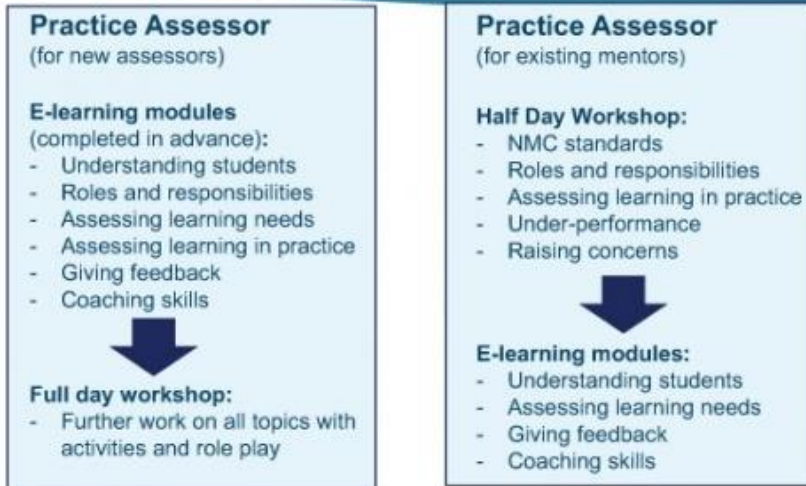 Practice Assessor
(for new assessors)
E-learning modules
(completed in advance):
- Understanding students
- Roles and responsibilities
- Assessing learning needs
- Assessing learning in practice
- Giving feedback
- Coaching skills
Full day workshop:
- Further work on all topics with
activities and role play
Practice Assessor
(for existing mentors)
Half Day Workshop:
- NMC standards
- Roles and responsibilities
- Assessing learning in practice
- Under-performance
- Raising concerns
E-learning modules:
- Understanding students
- Assessing learning needs
- Giving feedback
- Coaching skills